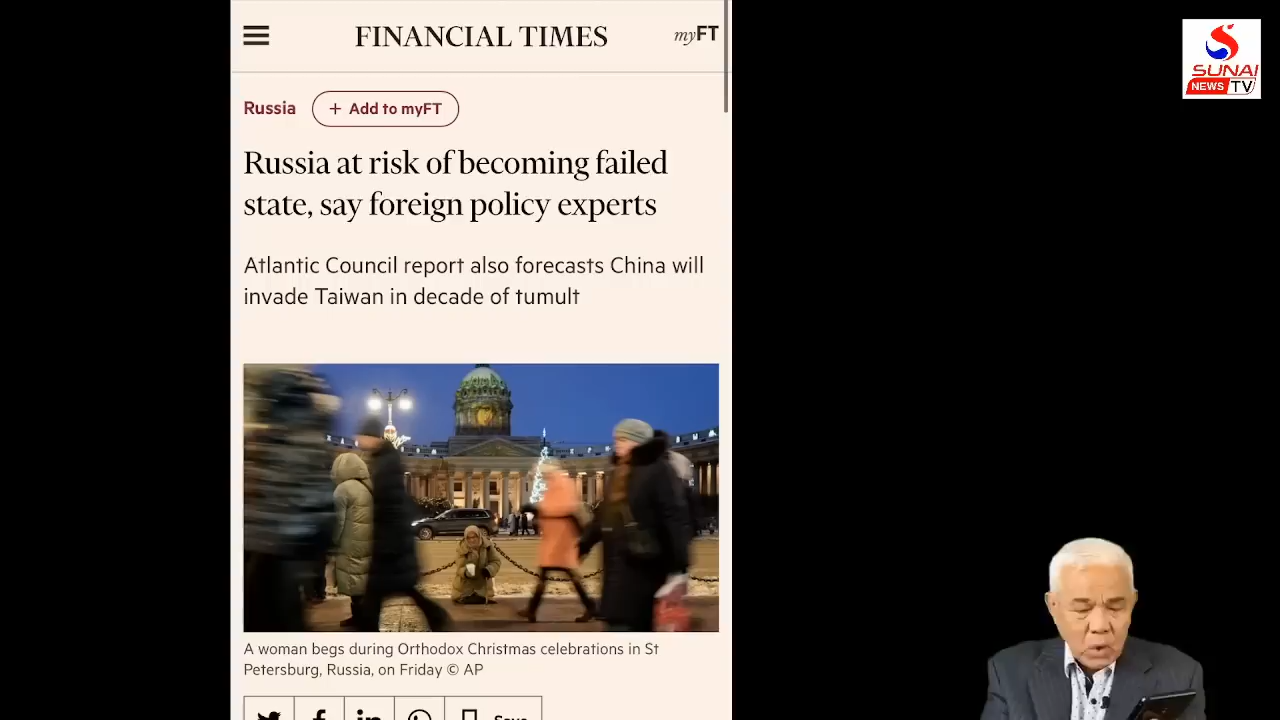 FINANCIAL TIMES
myFT
Russia
+ Add to myFT
Russia at risk of becoming failed
state, say foreign policy experts
Atlantic Council report also forecasts China will
invade Taiwan in decade of tumult
A woman begs during Orthodox Christmas celebrations in St
Petersburg, Russia, on Friday © AP
Save
SUNAI
NEWS TV